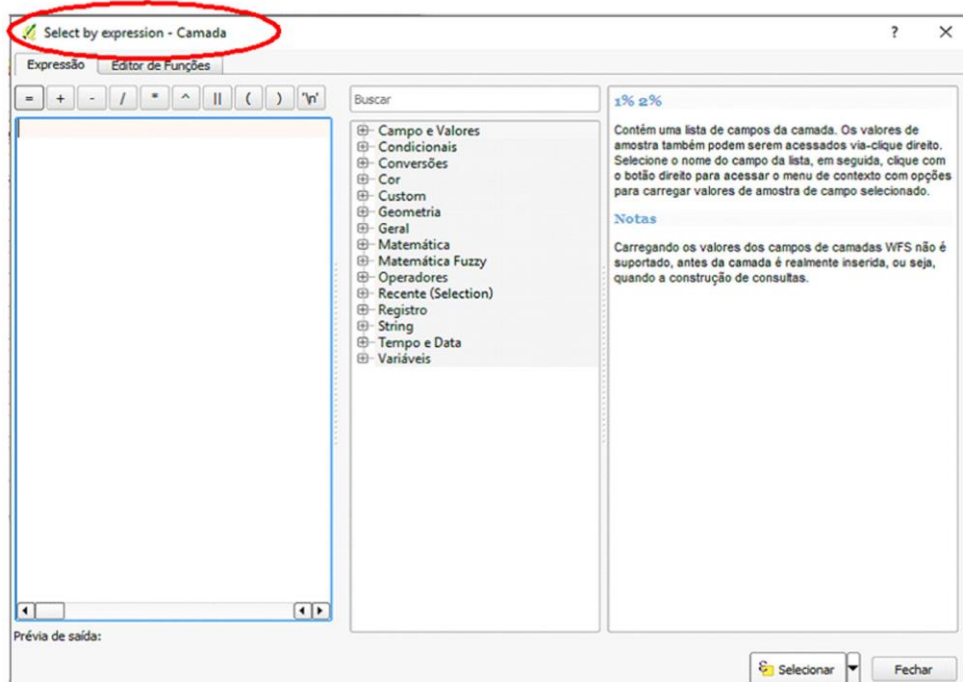 Select by expression - Camada
?
Expressão
Editor de Funções
= + - / * ^ || ( ) '\n'
Buscar
Campo e Valores
Condicionais
Conversões
Cor
Custom
Geometria
Geral
Matemática
Matemática Fuzzy
Operadores
Recente (Selection)
Registro
String
Tempo e Data
Variáveis
1% 2%
Contém uma lista de campos da camada. Os valores de
amostra também podem serem acessados via-clique direito.
Selecione o nome do campo da lista, em seguida, clique com
o botão direito para acessar o menu de contexto com opções
para carregar valores de amostra de campo selecionado.
Notas
Carregando os valores dos campos de camadas WFS não é
suportado, antes da camada é realmente inserida, ou seja,
quando a construção de consultas.
Prévia de saída:
Selecionar
Fechar